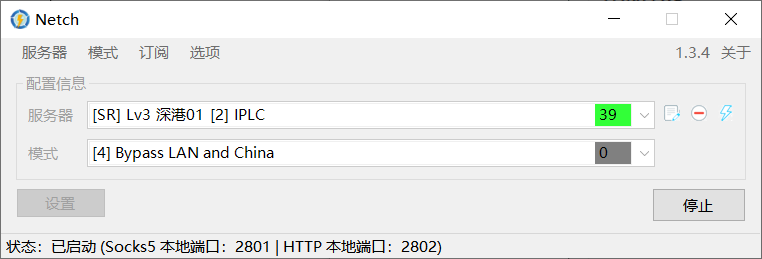 Netch
服务器 模式 订阅 选项 1.3.4 关于
配置信息
服务器 [SR] Lv3 深港01 [2] IPLC 39
模式 [4] Bypass LAN and China 0
设置 停止
状态：已启动 (Socks5 本地端口：2801 | HTTP 本地端口：2802)